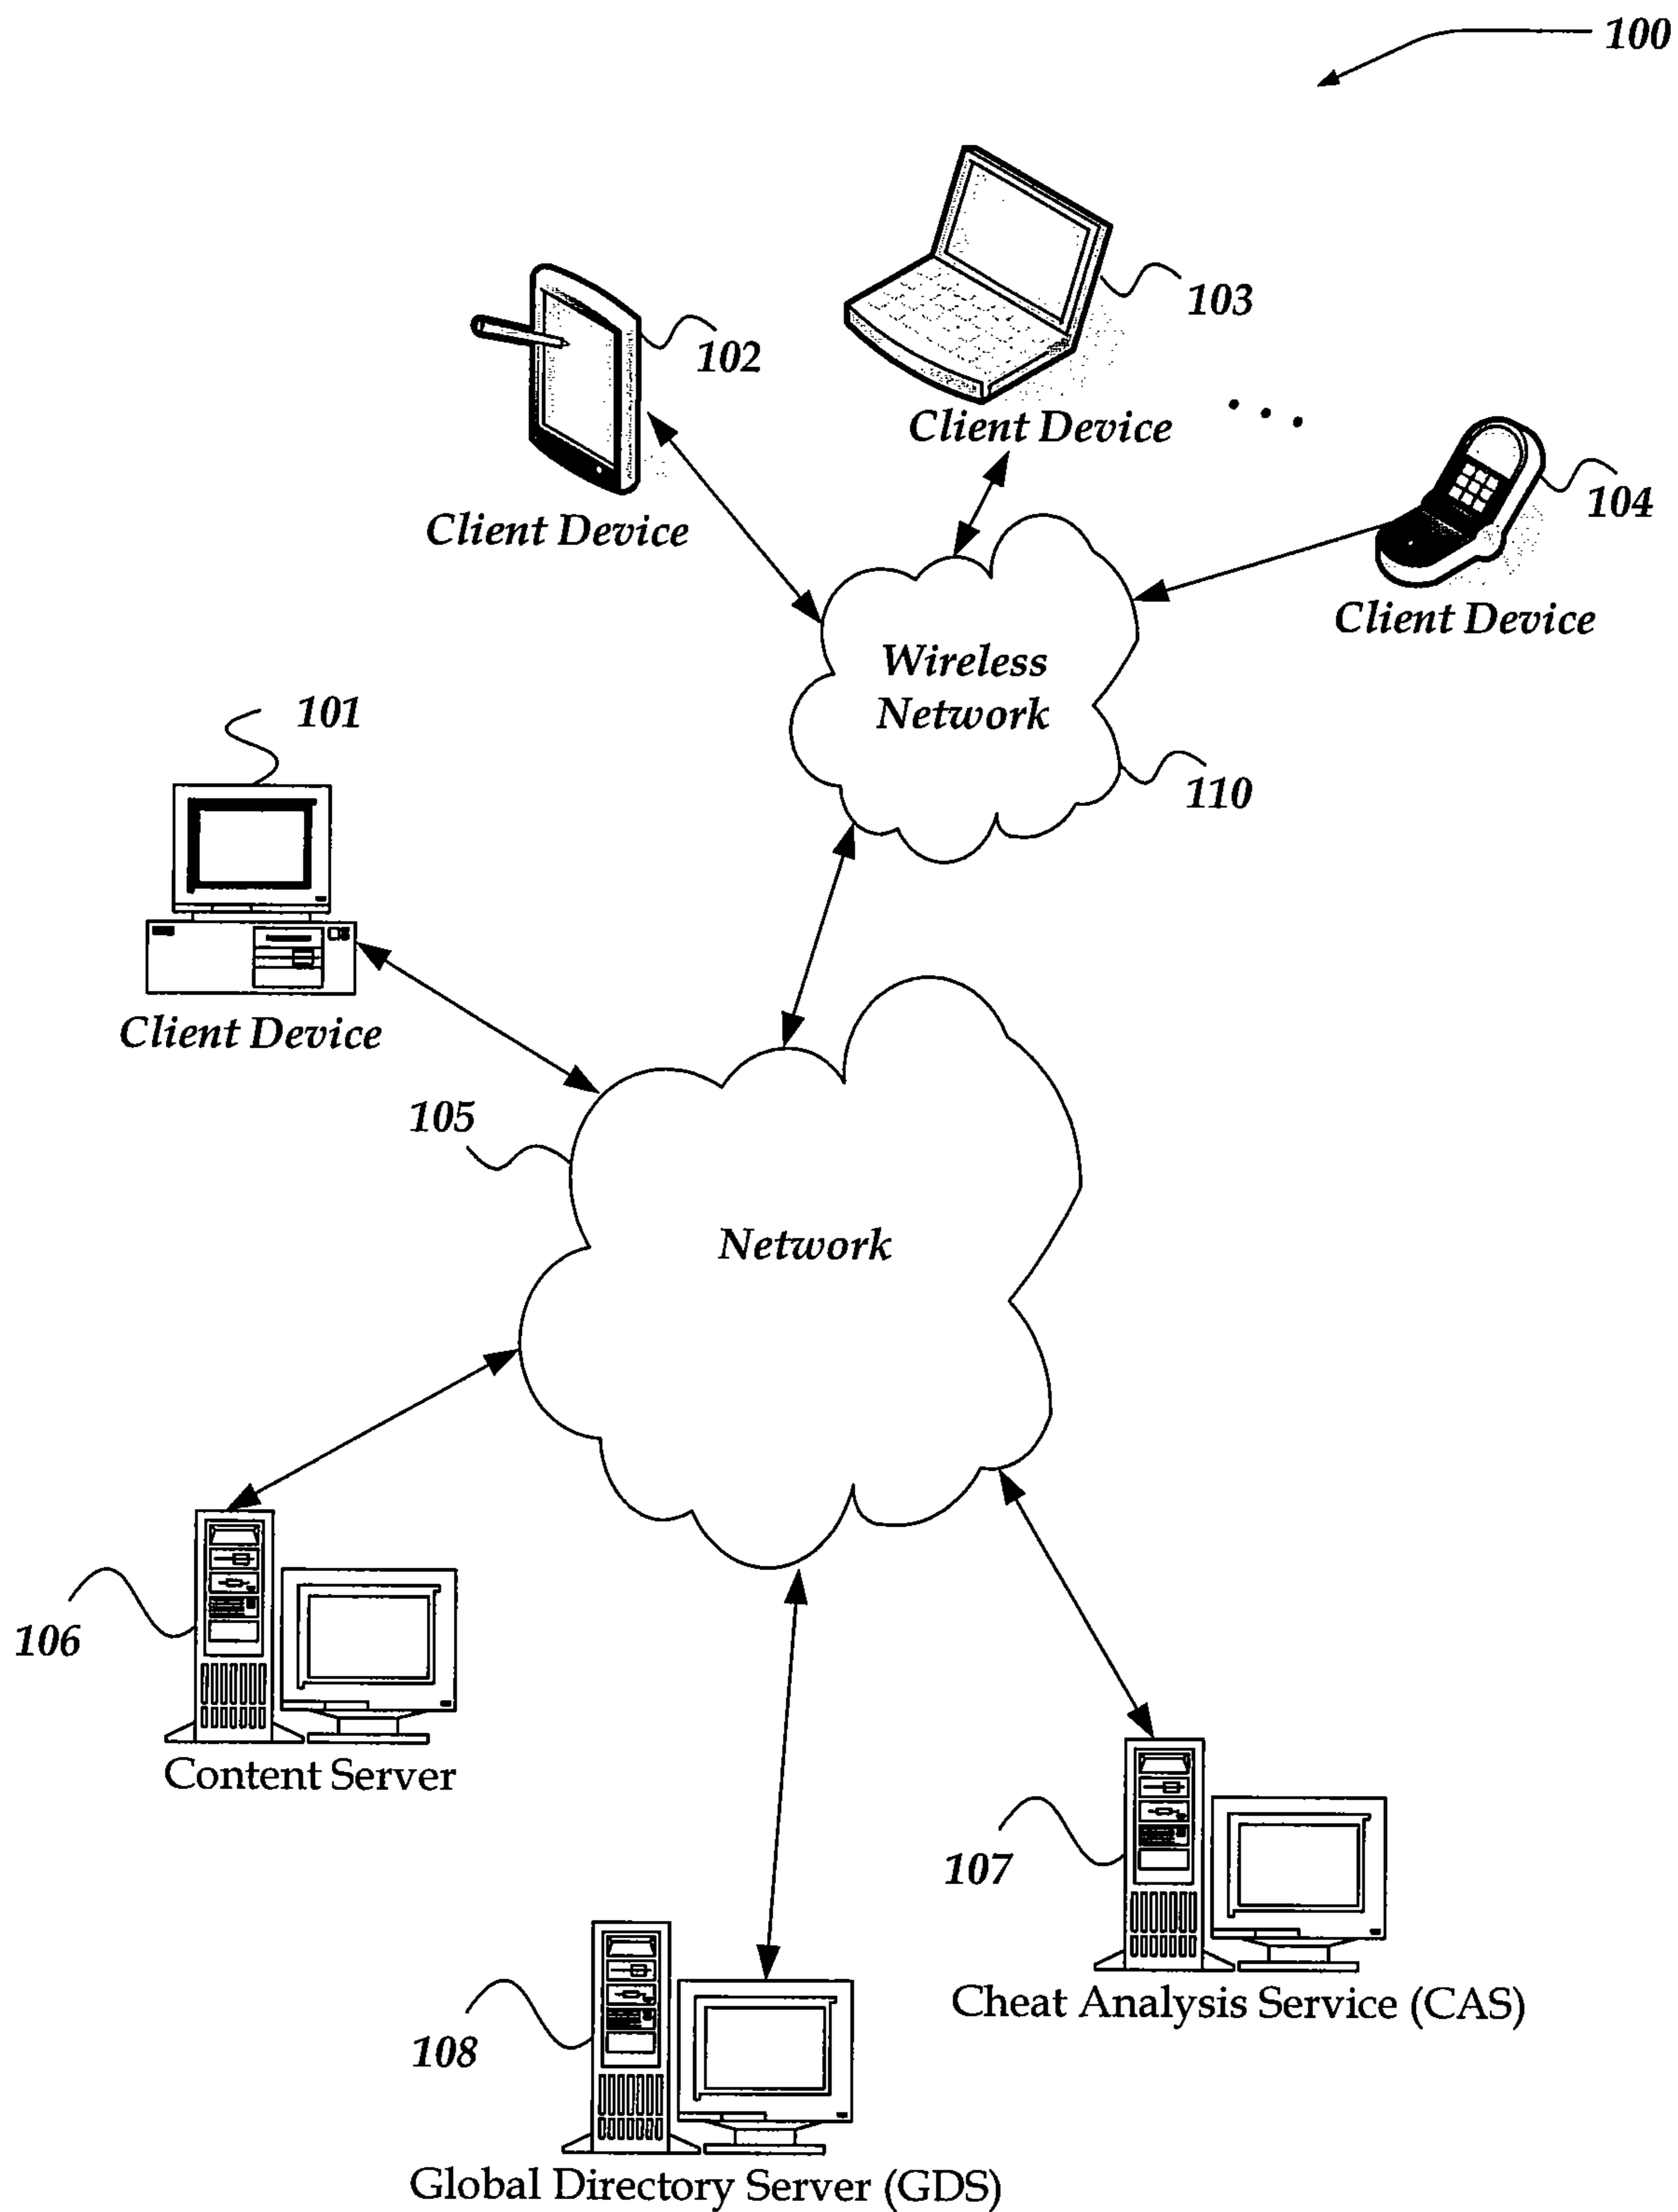 100
103
102
Client Device
104
Client Device
Client Device
Wireless
Network
101
110
Client Device
105
Network
106
Content Server
107
Cheat Analysis Service (CAS)
108
Global Directory Server (GDS)